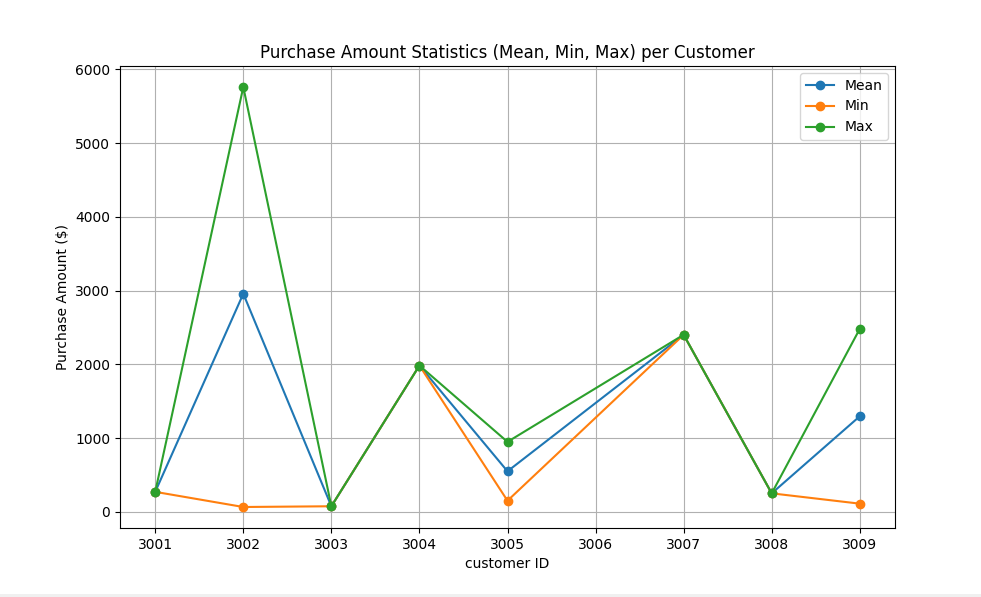 Purchase Amount Statistics (Mean, Min, Max) per Customer
6000
5000
4000
3000
2000
1000
0
Purchase Amount ($)
Mean
Min
Max
3001 3002 3003 3004 3005 3006 3007 3008 3009
customer ID